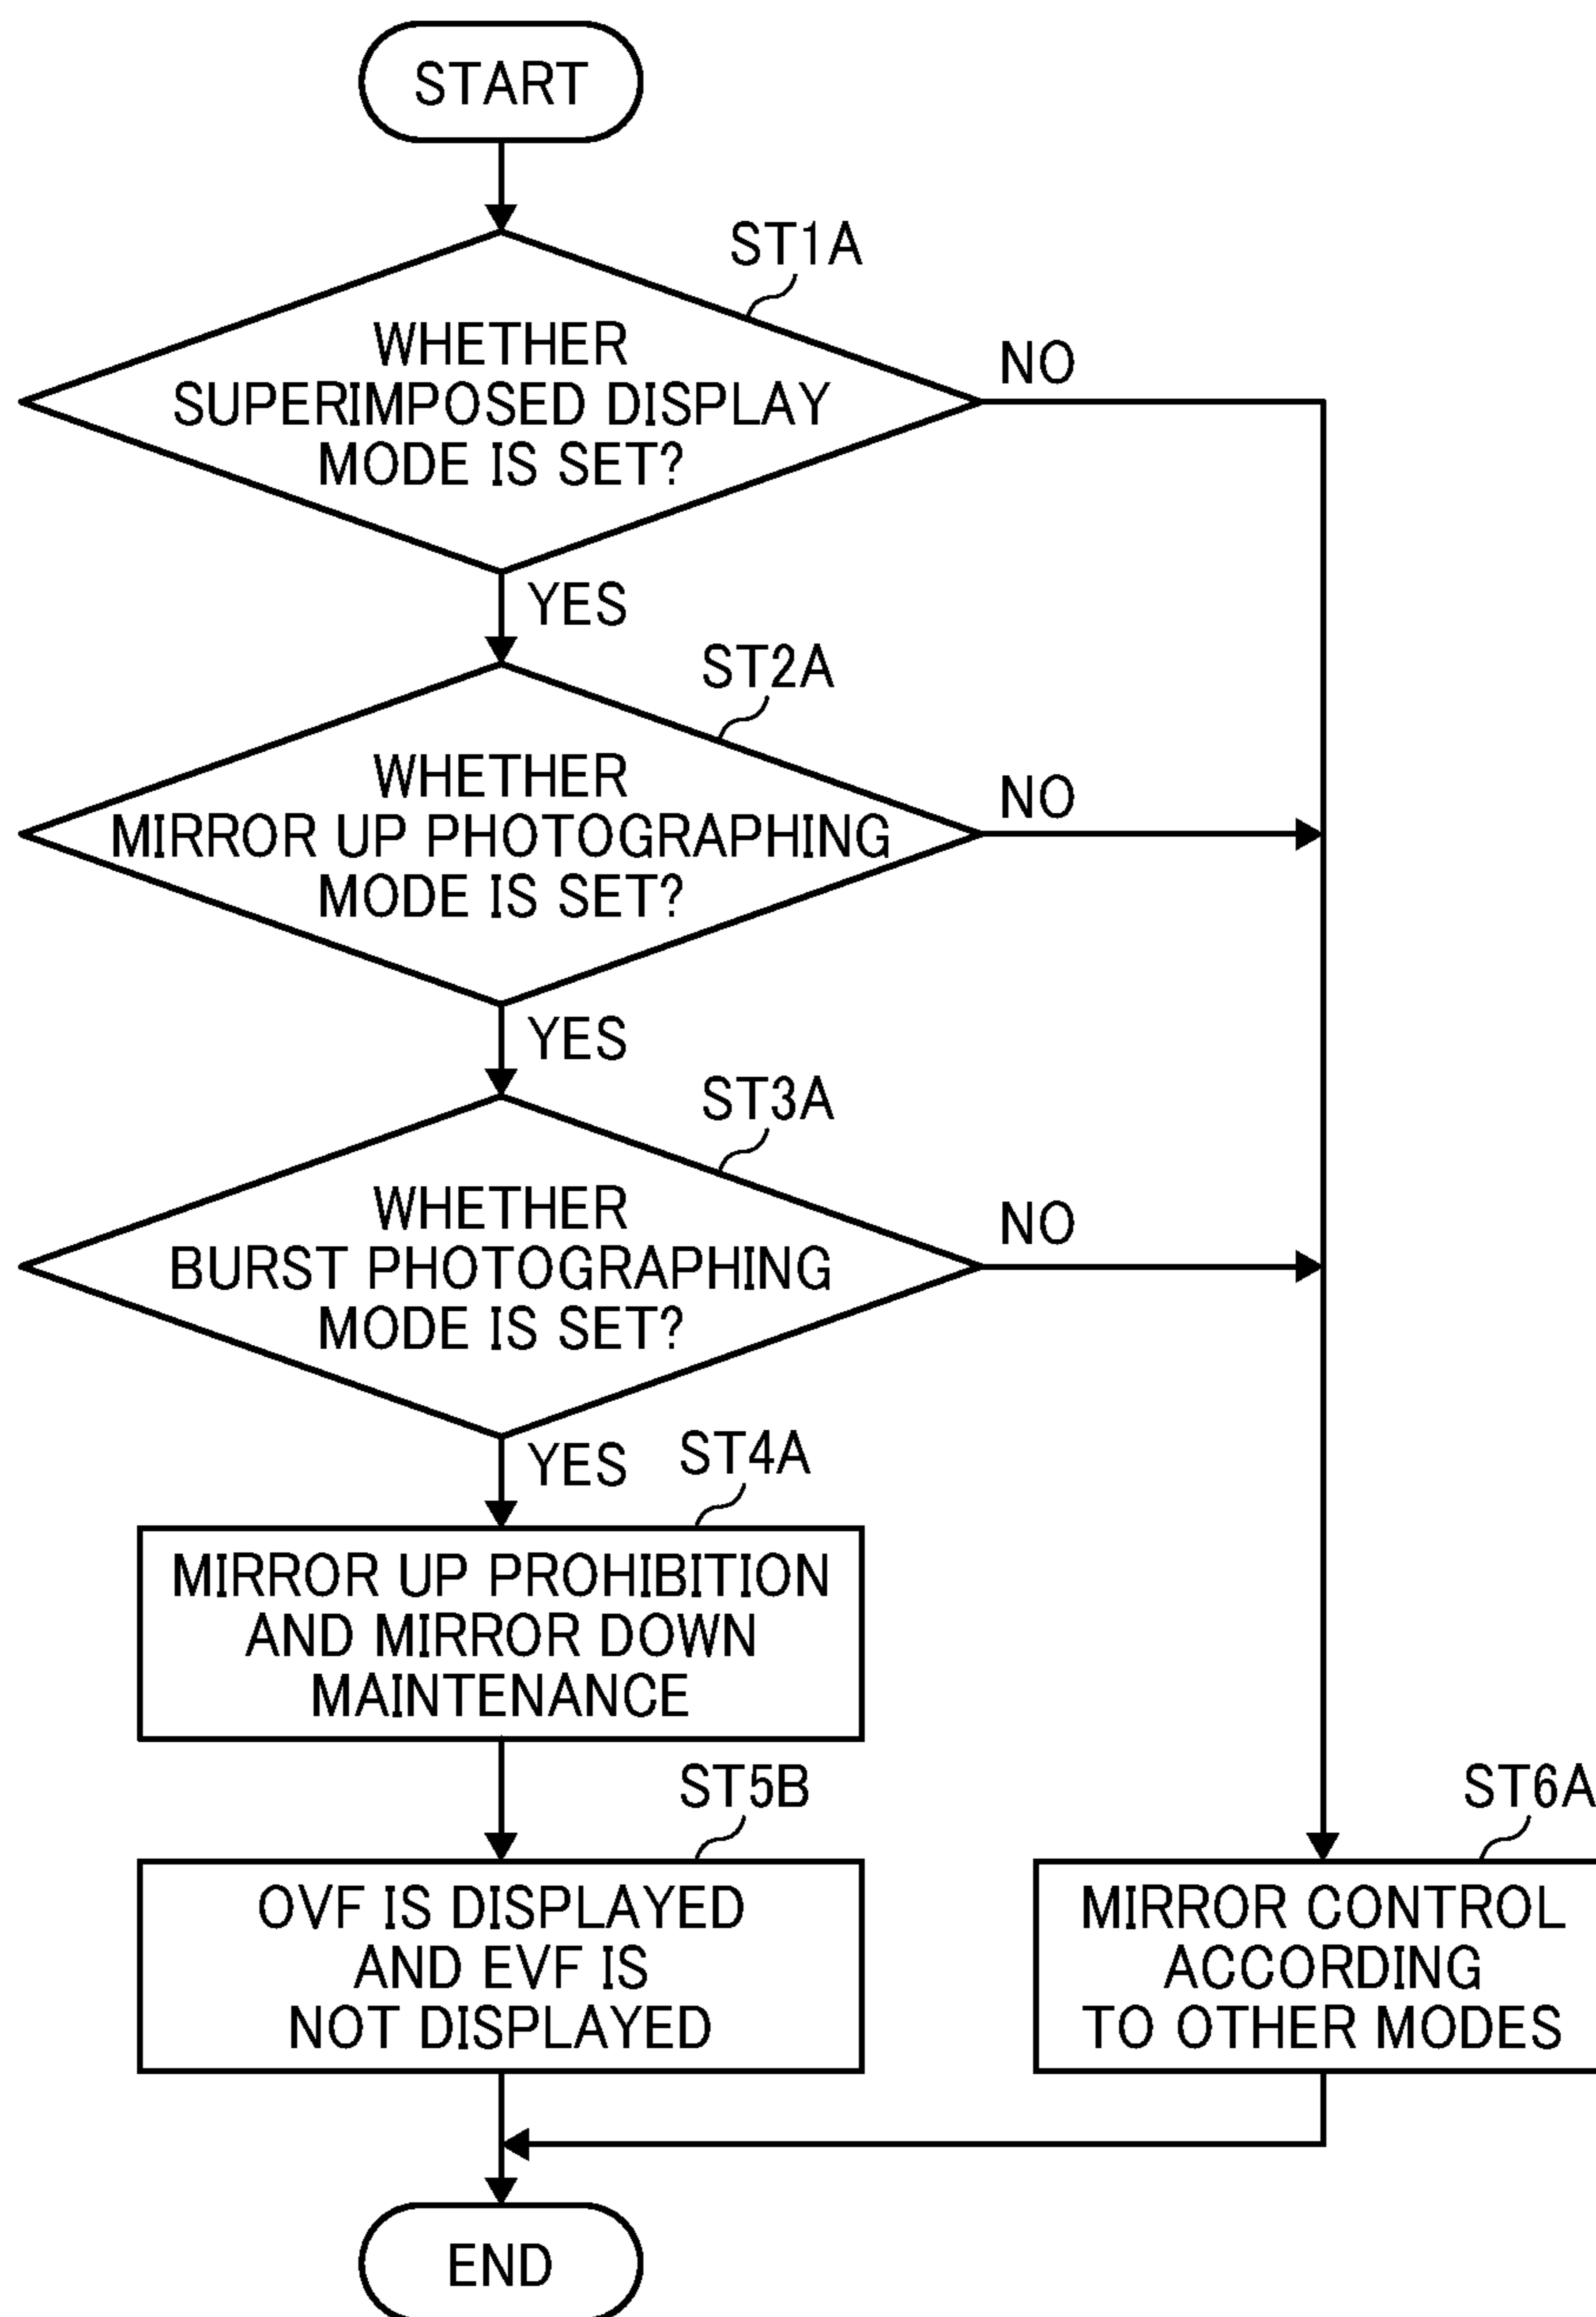 START
ST1A
WHETHER
SUPERIMPOSED DISPLAY
MODE IS SET?
NO
YES
ST2A
WHETHER
MIRROR UP PHOTOGRAPHING
MODE IS SET?
NO
YES
ST3A
WHETHER
BURST PHOTOGRAPHING
MODE IS SET?
NO
YES
ST4A
MIRROR UP PROHIBITION
AND MIRROR DOWN
MAINTENANCE
ST5B
OVF IS DISPLAYED
AND EVF IS
NOT DISPLAYED
ST6A
MIRROR CONTROL
ACCORDING
TO OTHER MODES
END